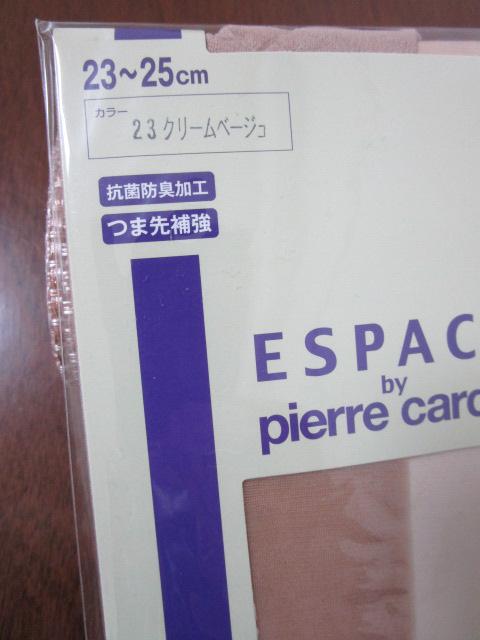 23~25cm
カラー
23クリームベージュ
抗菌防臭加工
つま先補強
ESPAC
by
pierre card